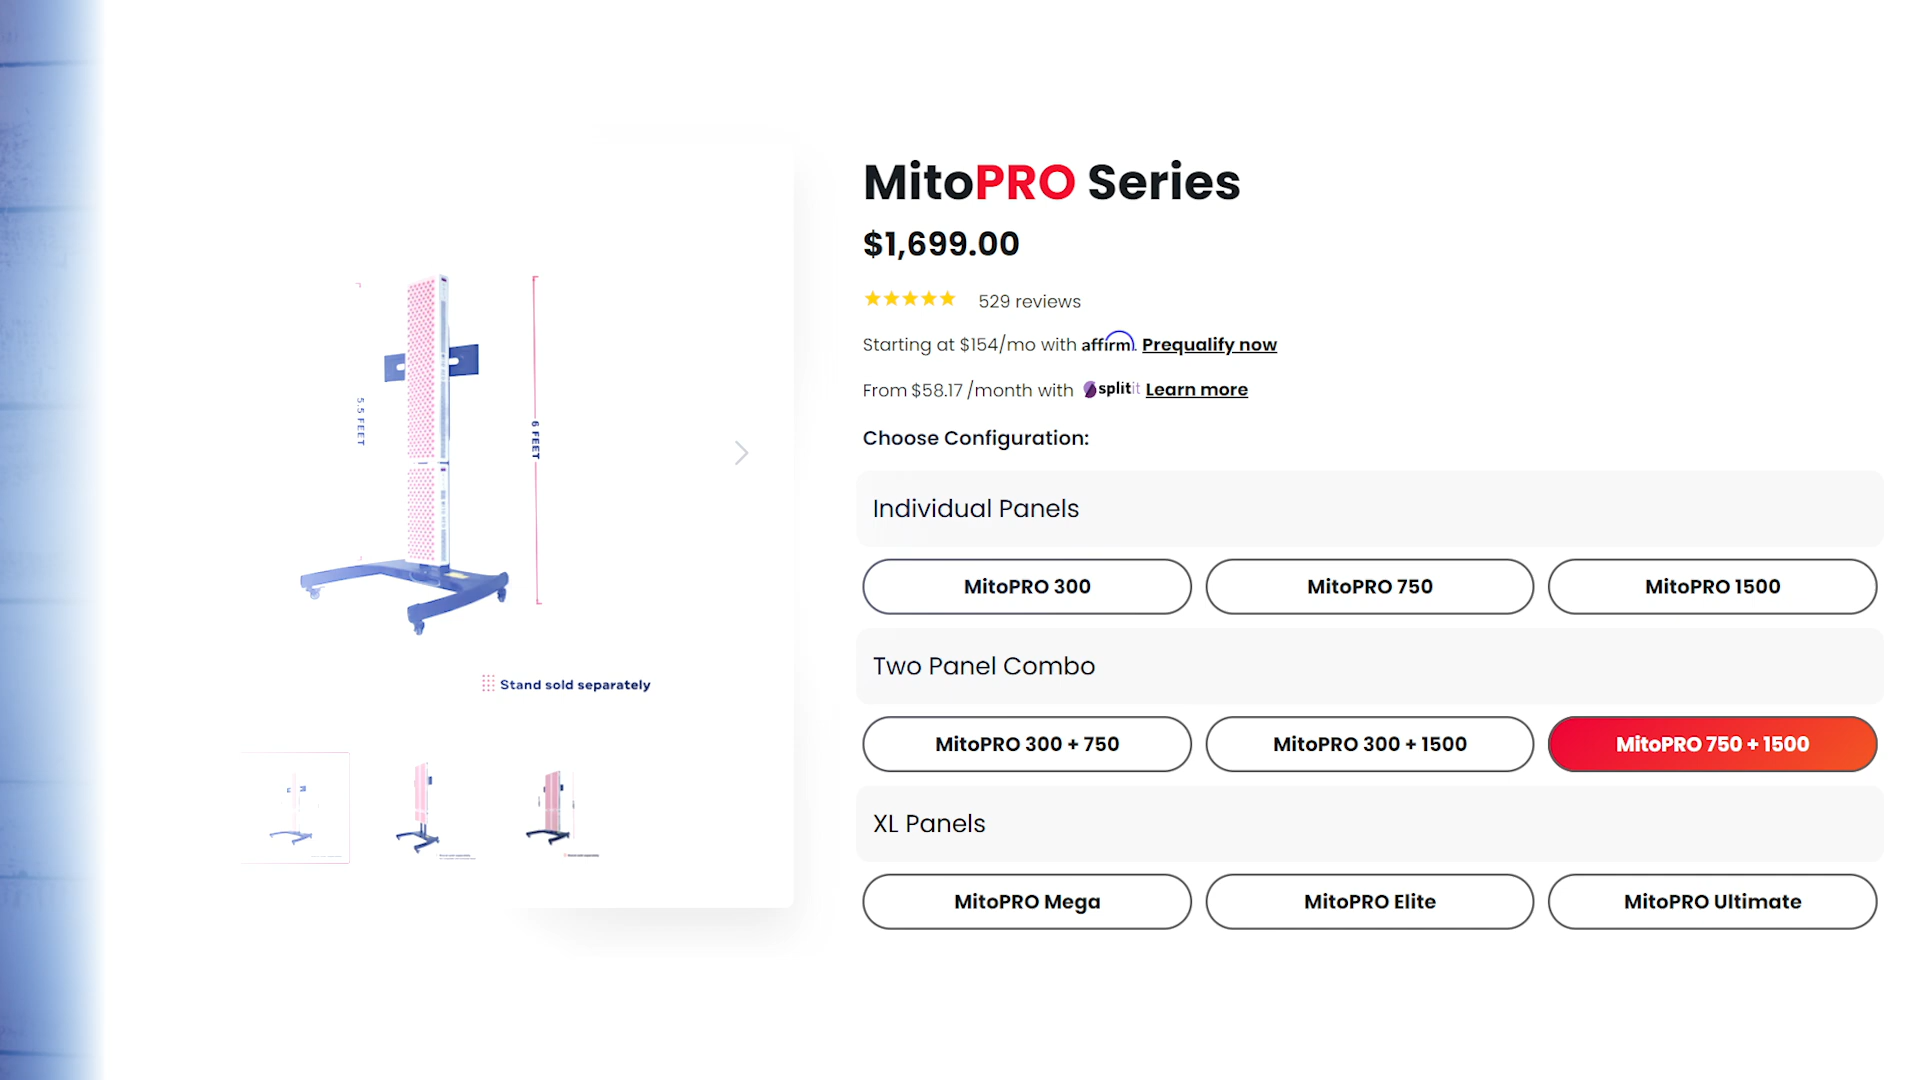 MitoPRO Series
$1,699.00
529 reviews
Starting at $154/mo with affirm. Prequalify now
From $58.17 /month with splitit Learn more
Choose Configuration:
Individual Panels
MitoPRO 300
MitoPRO 750
MitoPRO 1500
Two Panel Combo
MitoPRO 300 + 750
MitoPRO 300 + 1500
MitoPRO 750 + 1500
XL Panels
MitoPRO Mega
MitoPRO Elite
MitoPRO Ultimate
5.5 FEET
6 FEET
Stand sold separately